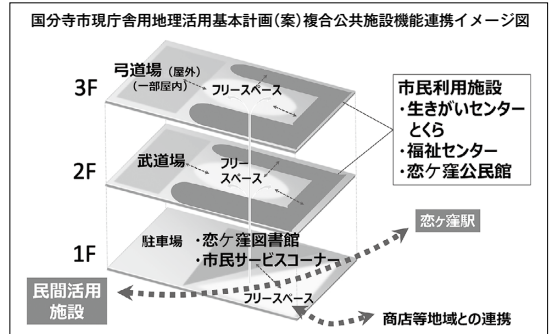 国分寺市現庁舎用地理活用基本計画(案)複合公共施設機能連携イメージ図
3F
弓道場(屋外)
(一部屋内)
フリースペース
市民利用施設
・生きがいセンター
とくら
・福祉センター
・恋ケ窪公民館
2F
武道場
フリー
スペース
1F
駐車場
・恋ケ窪図書館
・市民サービスコーナー
フリースペース
恋ヶ窪駅
民間活用
施設
商店等地域との連携